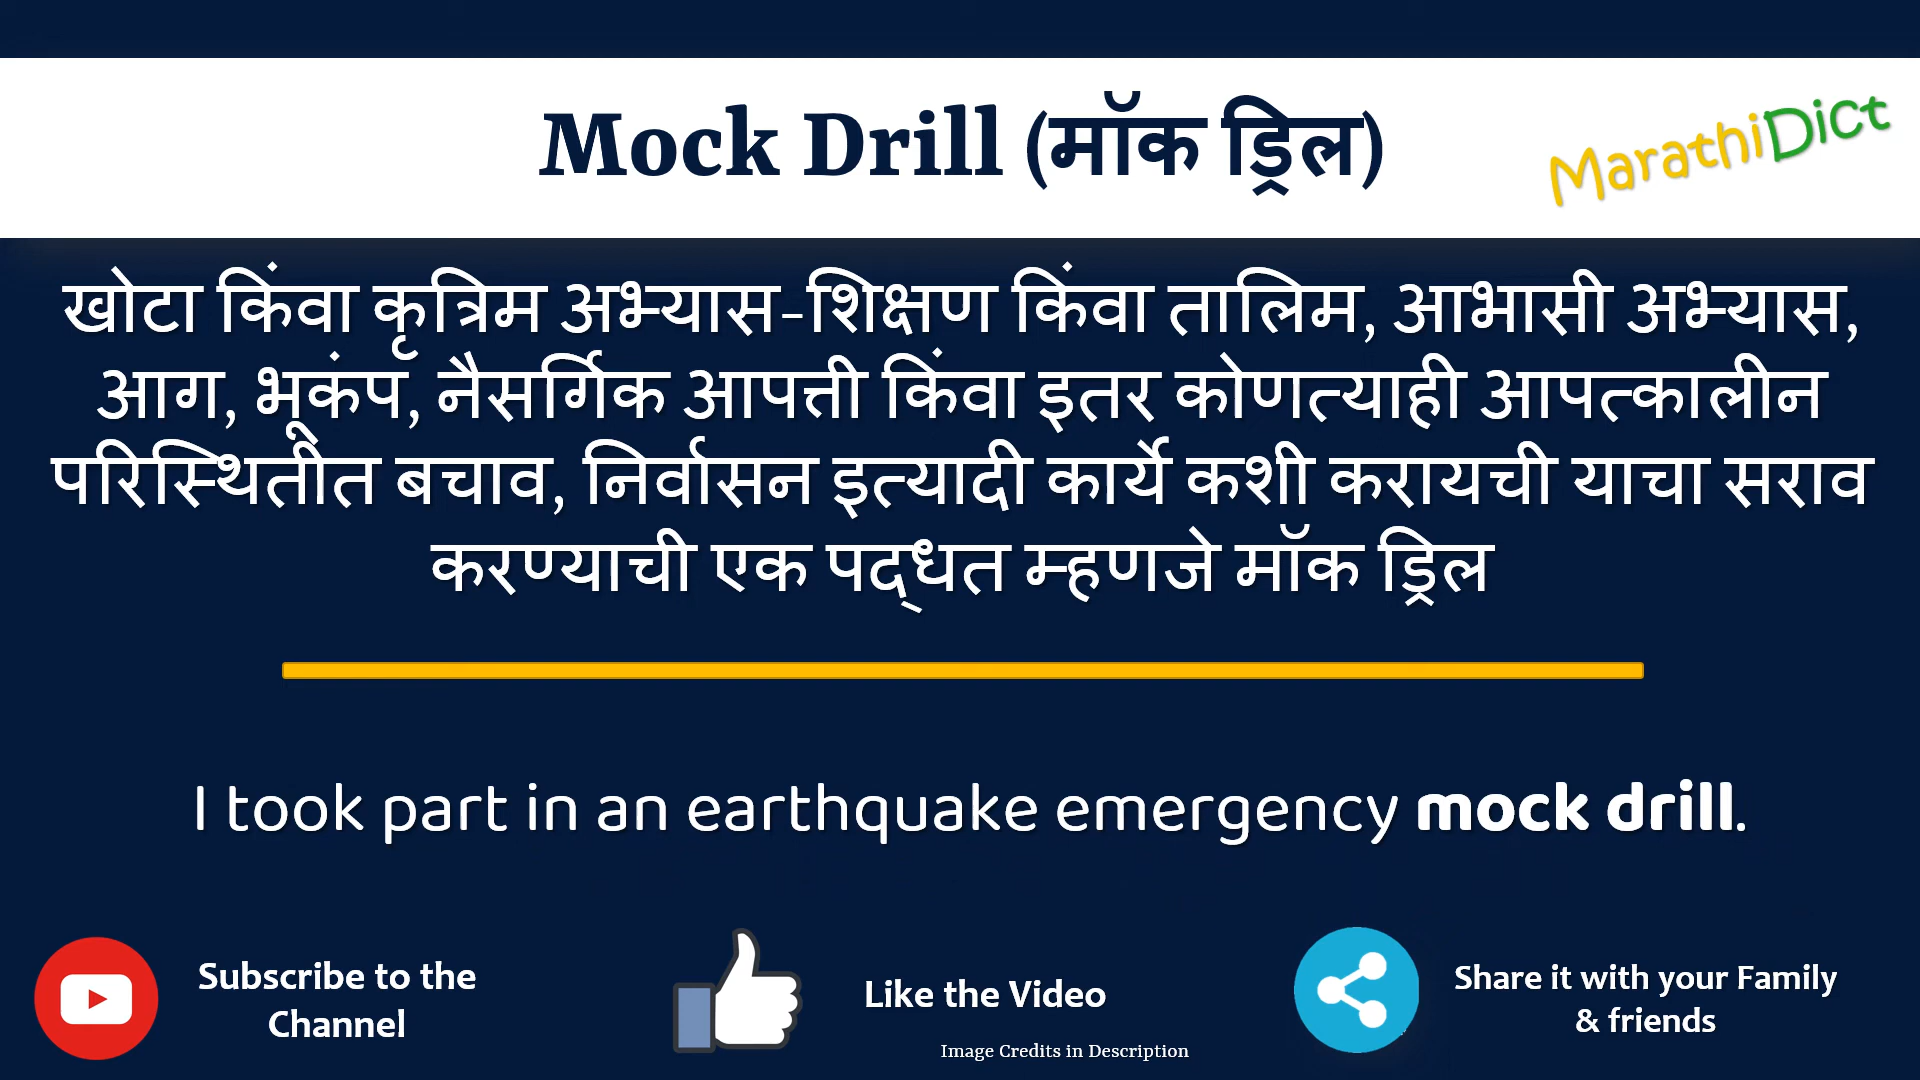 Mock Drill (मॉक ड्रिल)
MarathiDict
खोटा किंवा कृत्रिम अभ्यास-शिक्षण किंवा तालिम, आभासी अभ्यास,
आग, भूकंप, नैसर्गिक आपत्ती किंवा इतर कोणत्याही आपत्कालीन
परिस्थितीत बचाव, निर्वासन इत्यादी कार्ये कशी करायची याचा सराव
करण्याची एक पद्‌धत म्हणजे मॉक ड्रिल
I took part in an earthquake emergency mock drill.
Subscribe to the
Channel
Like the Video
Share it with your Family
& friends
Image Credits in Description